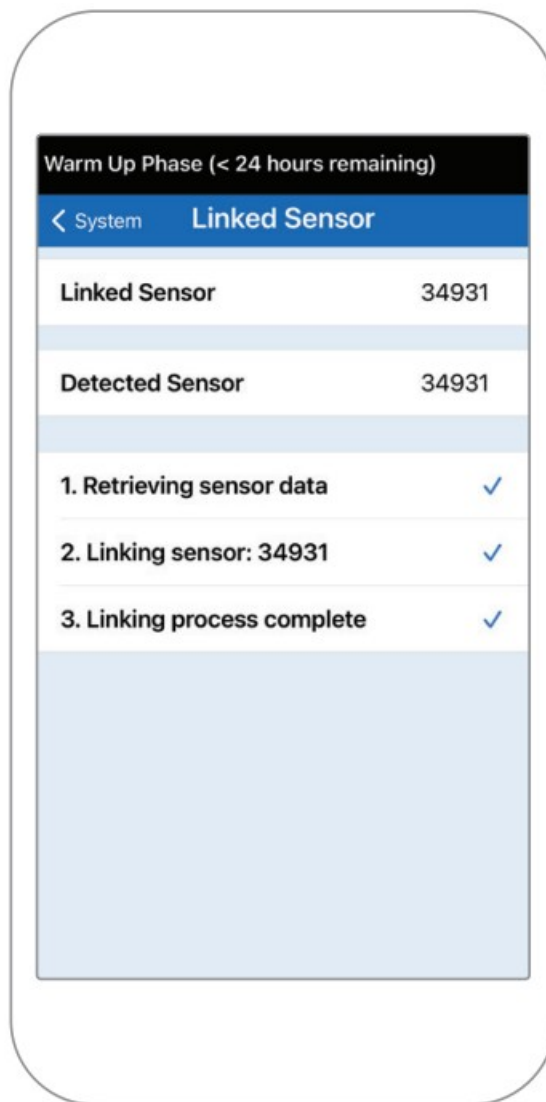 Warm Up Phase (< 24 hours remaining)
System Linked Sensor
Linked Sensor 34931
Detected Sensor 34931
1. Retrieving sensor data
2. Linking sensor: 34931
3. Linking process complete